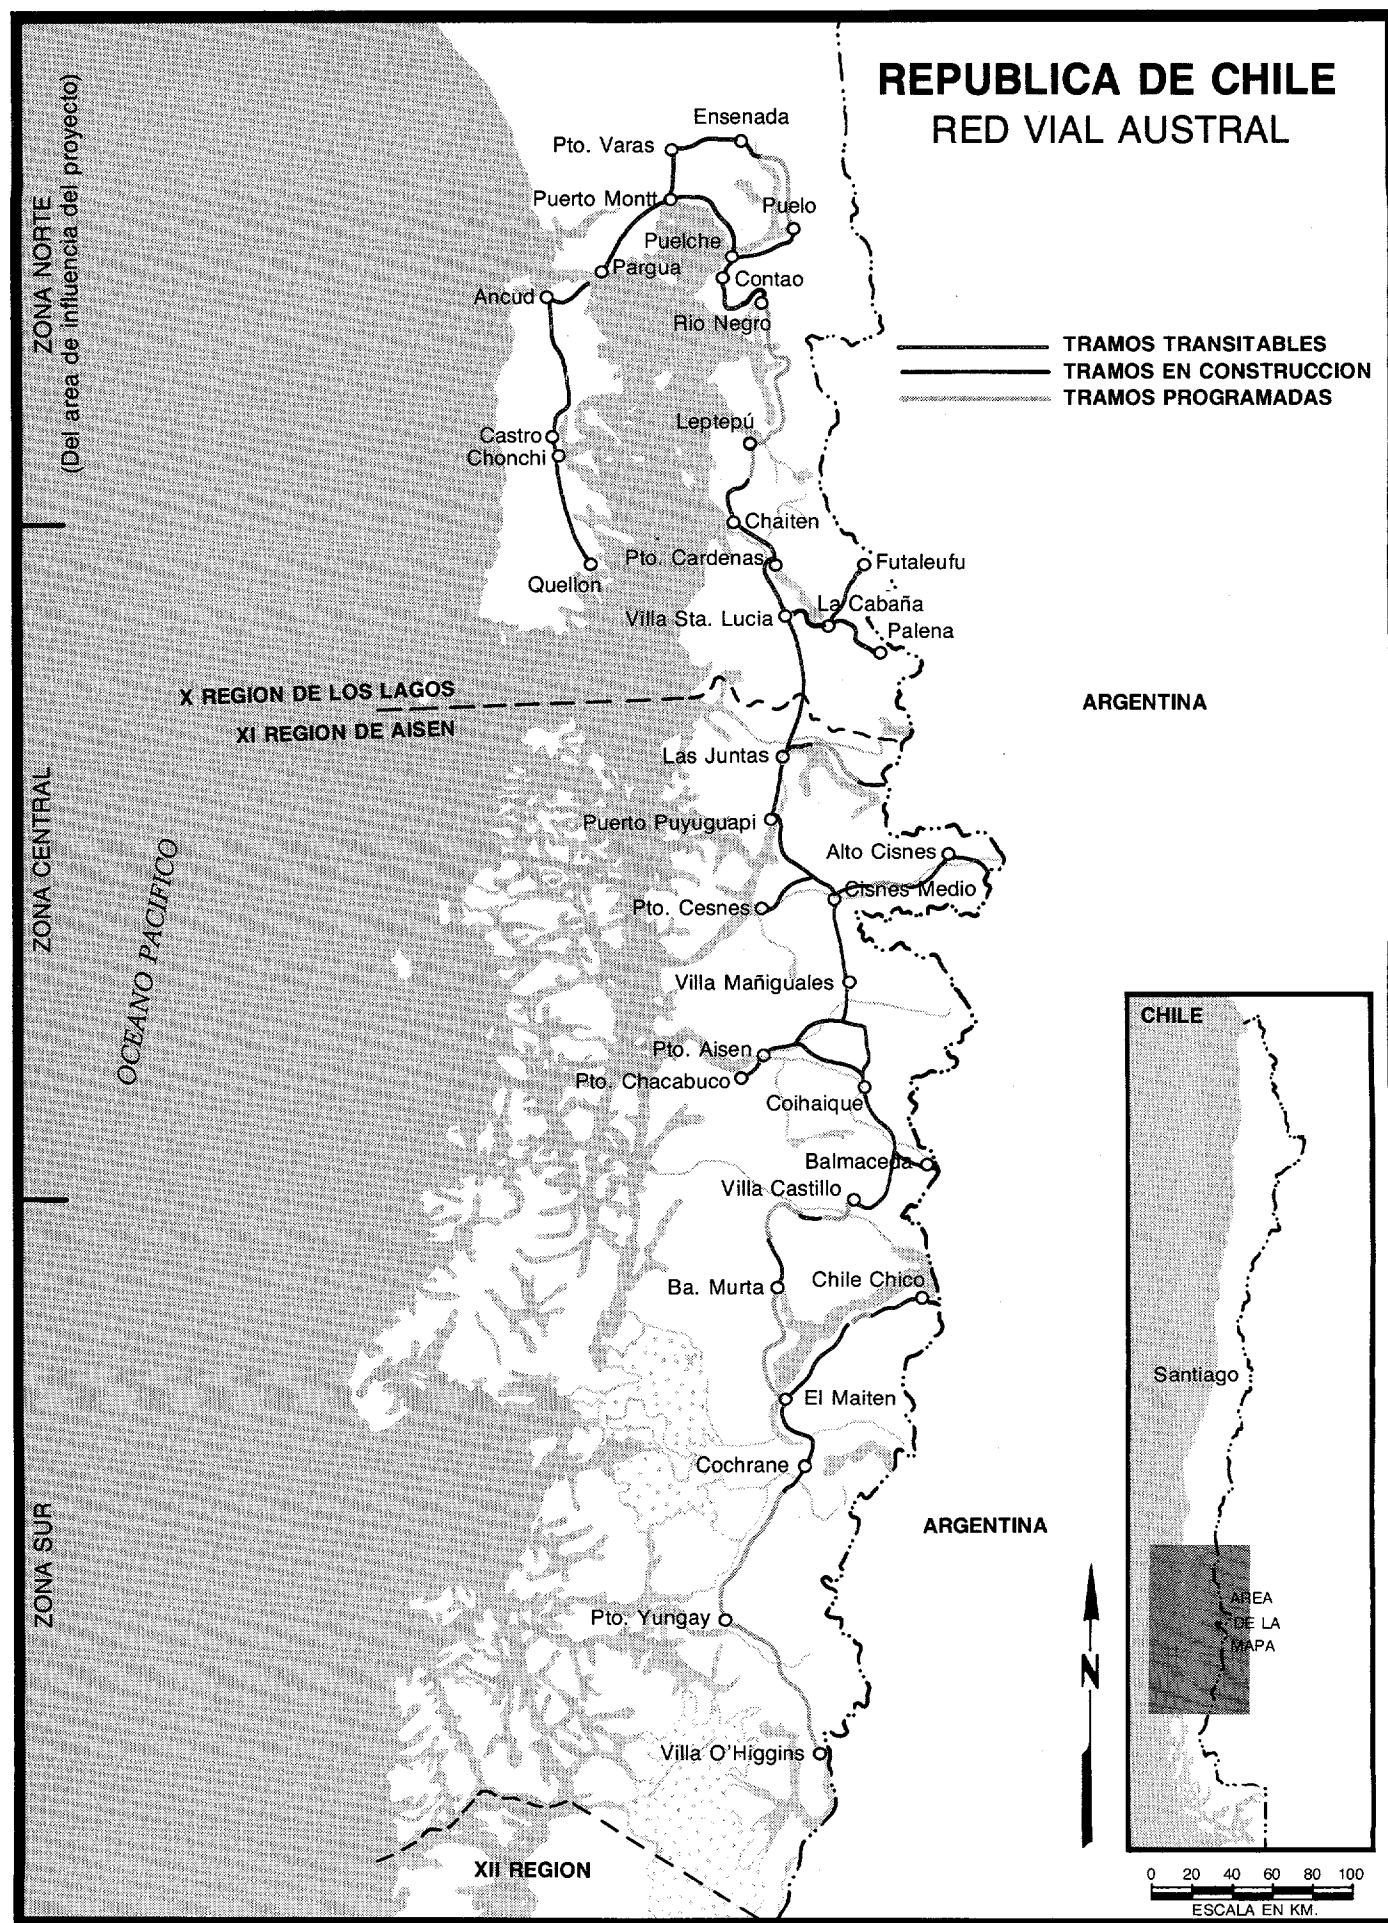 REPUBLICA DE CHILE
RED VIAL AUSTRAL
ZONA NORTE
(Del area de influencia del proyecto)
Ensenada
Pto. Varas
Puerto Montt
Puelo
Puelche
Pargua
Contao
Ancud
Rio Negro
TRAMOS TRANSITABLES
TRAMOS EN CONSTRUCCION
TRAMOS PROGRAMADAS
Leptepú
Castro
Chonchi
Chaiten
Pto. Cardenas
Futaleufu
Quellon
La Cabaña
Villa Sta. Lucia
Palena
X REGION DE LOS LAGOS
ARGENTINA
XI REGION DE AISEN
Las Juntas
ZONA CENTRAL
Puerto Puyuguapi
OCEANO PACIFICO
Alto Cisnes
Cisnes Medio
Pto. Cesnes
Villa Mañiguales
CHILE
Pto. Aisen
Pto. Chacabuco
Coihaique
Balmaceda
Villa Castillo
Ba. Murta
Chile Chico
Santiago
El Maiten
Cochrane
ZONA SUR
ARGENTINA
AREA
DE LA
MAPA
Pto. Yungay
N
Villa O'Higgins
XII REGION
0 20 40 60 80 100
ESCALA EN KM.